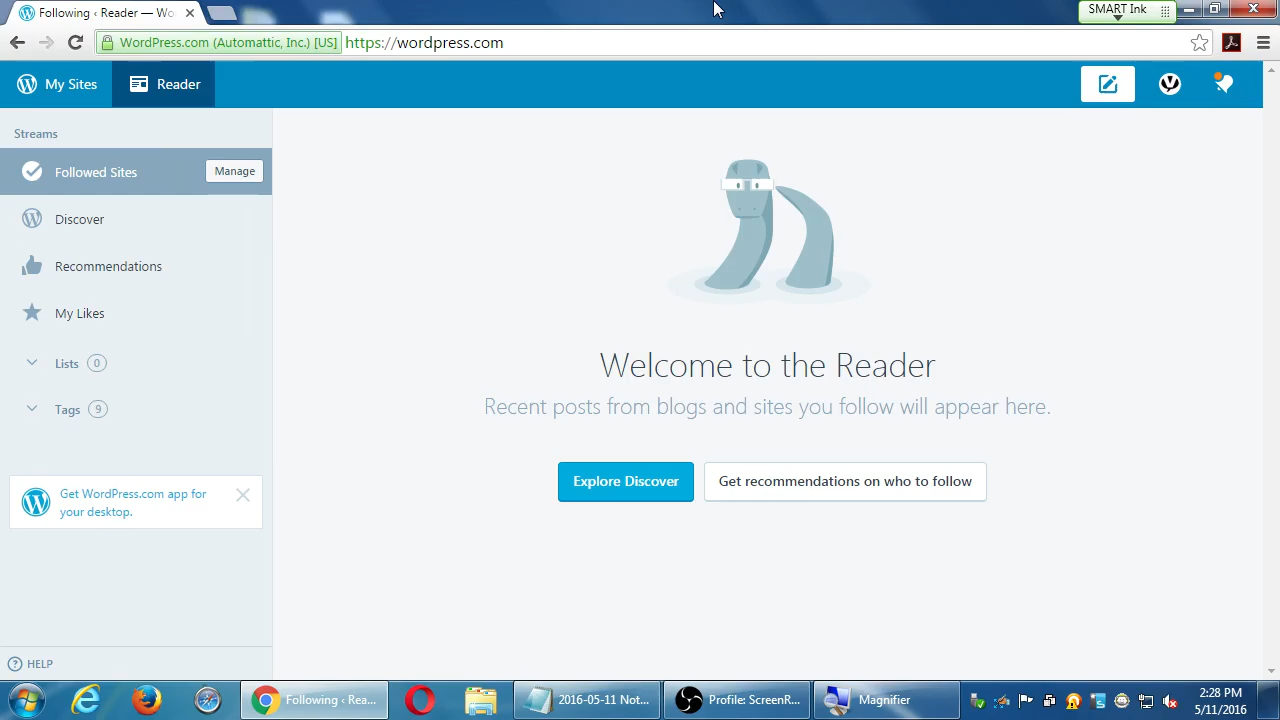 Following ‹ Reader — Wo
SMART Ink
WordPress.com (Automattic, Inc.) [US]
https://wordpress.com
My Sites
Reader
Streams
Followed Sites
Manage
Discover
Recommendations
My Likes
Lists 0
Tags 9
Get WordPress.com app for
your desktop.
Welcome to the Reader
Recent posts from blogs and sites you follow will appear here.
Explore Discover
Get recommendations on who to follow
HELP
Following ‹ Rea...
2016-05-11 Not...
Profile: ScreenR...
Magnifier
2:28 PM
5/11/2016